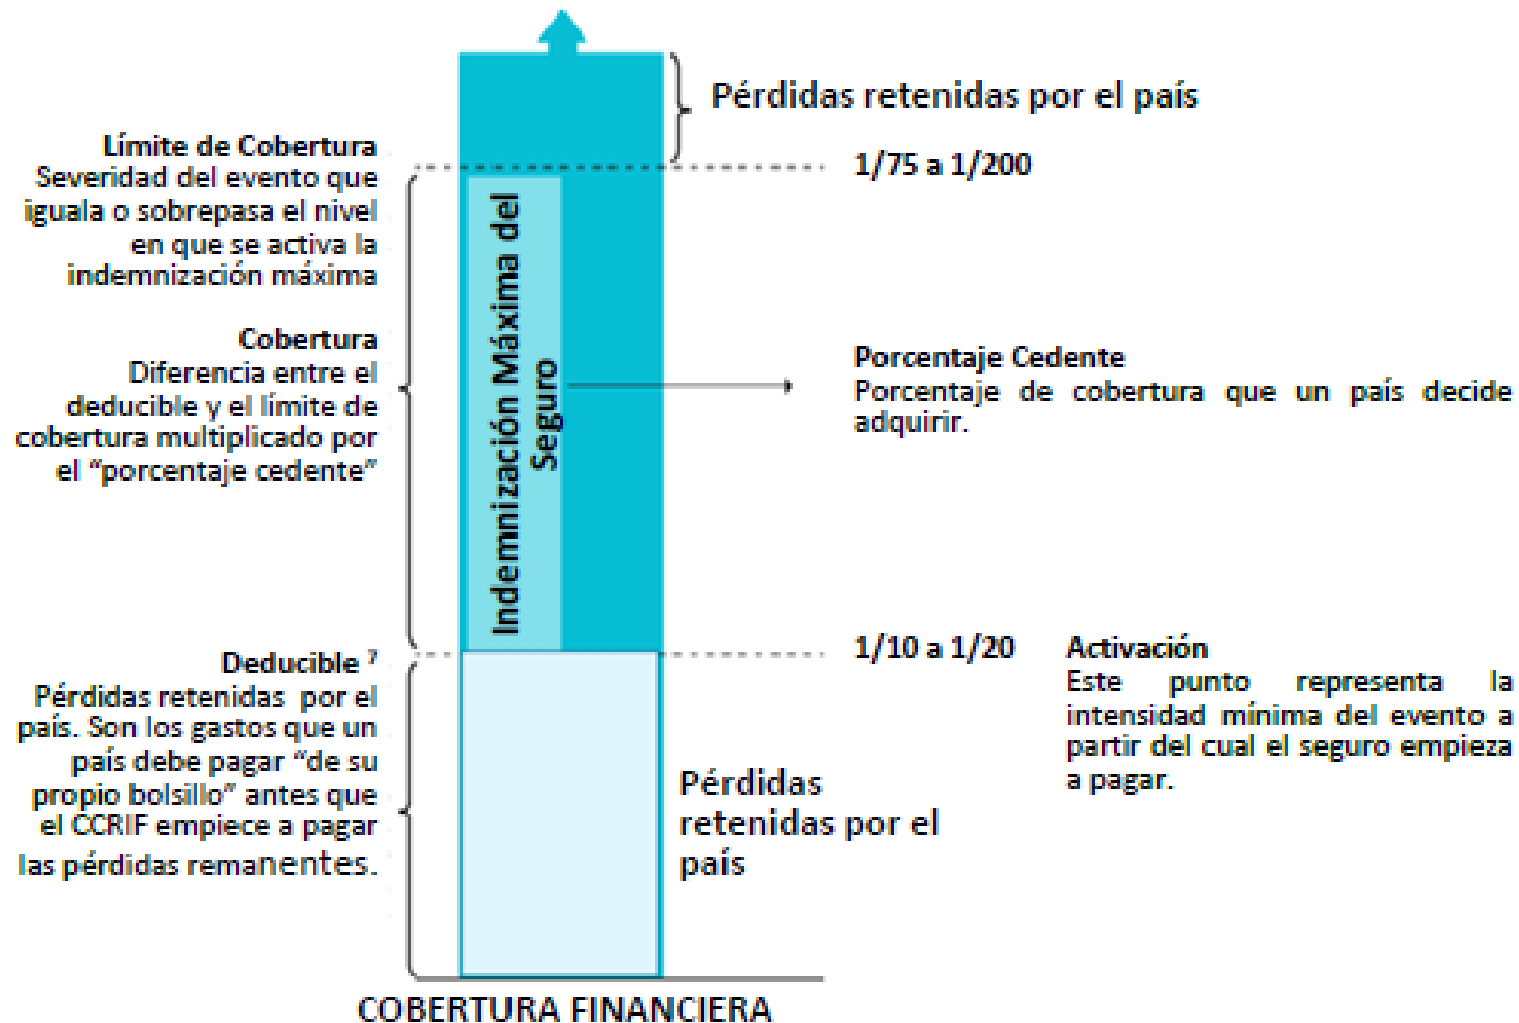 Pérdidas retenidas por el país
Límite de Cobertura
Severidad del evento que
iguala o sobrepasa el nivel
en que se activa la
indemnización máxima
1/75 a 1/200
Indemnización Máxima del
Seguro
Cobertura
Diferencia entre el
deducible y el límite de
cobertura multiplicado por
el “porcentaje cedente”
Porcentaje Cedente
Porcentaje de cobertura que un país decide
adquirir.
Deducible 7
Pérdidas retenidas por el
país. Son los gastos que un
país debe pagar “de su
propio bolsillo” antes que
el CCRIF empiece a pagar
las pérdidas remanentes.
1/10 a 1/20
Activación
Este punto representa la
intensidad mínima del evento a
partir del cual el seguro empieza
a pagar.
Pérdidas
retenidas por el
país
COBERTURA FINANCIERA